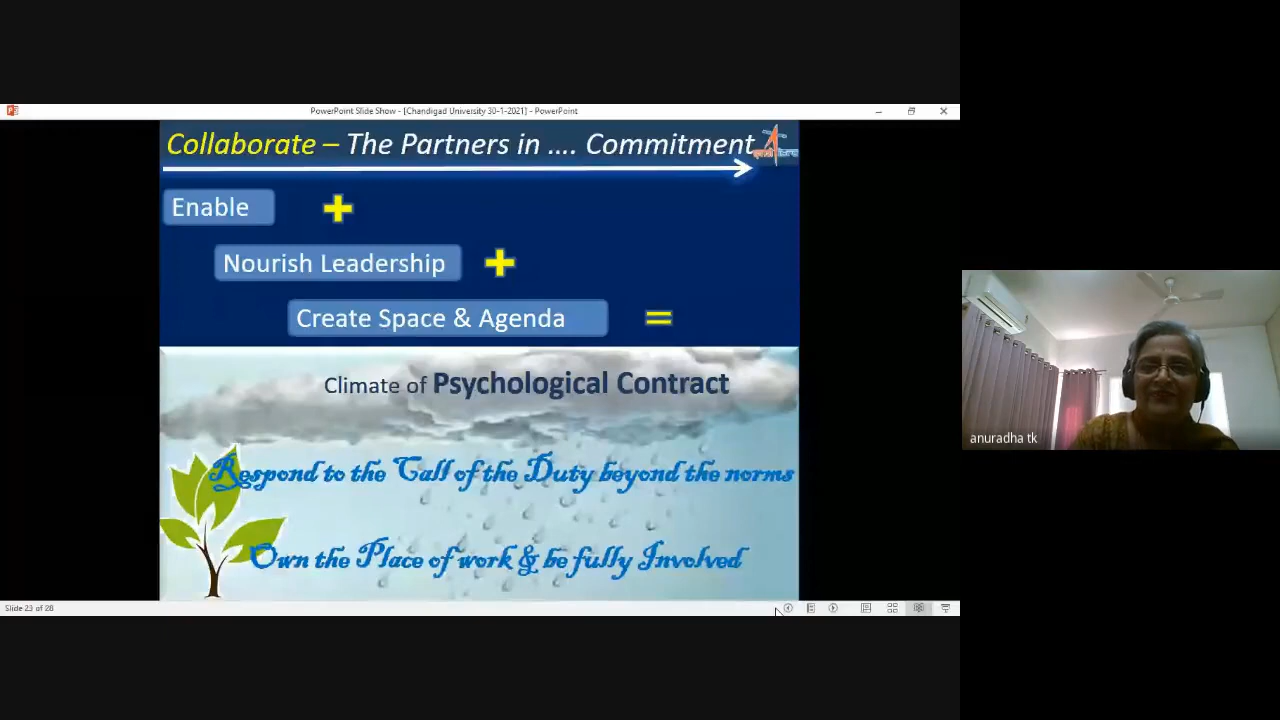 PowerPoint Slide Show - [Chandigad University 30-1-2021] - PowerPoint
Collaborate – The Partners in .... Commitment
Enable +
Nourish Leadership +
Create Space & Agenda =
Climate of Psychological Contract
Respond to the Call of the Duty beyond the norms
Own the Place of work & be fully Involved
Slide 23 of 28
anuradha tk